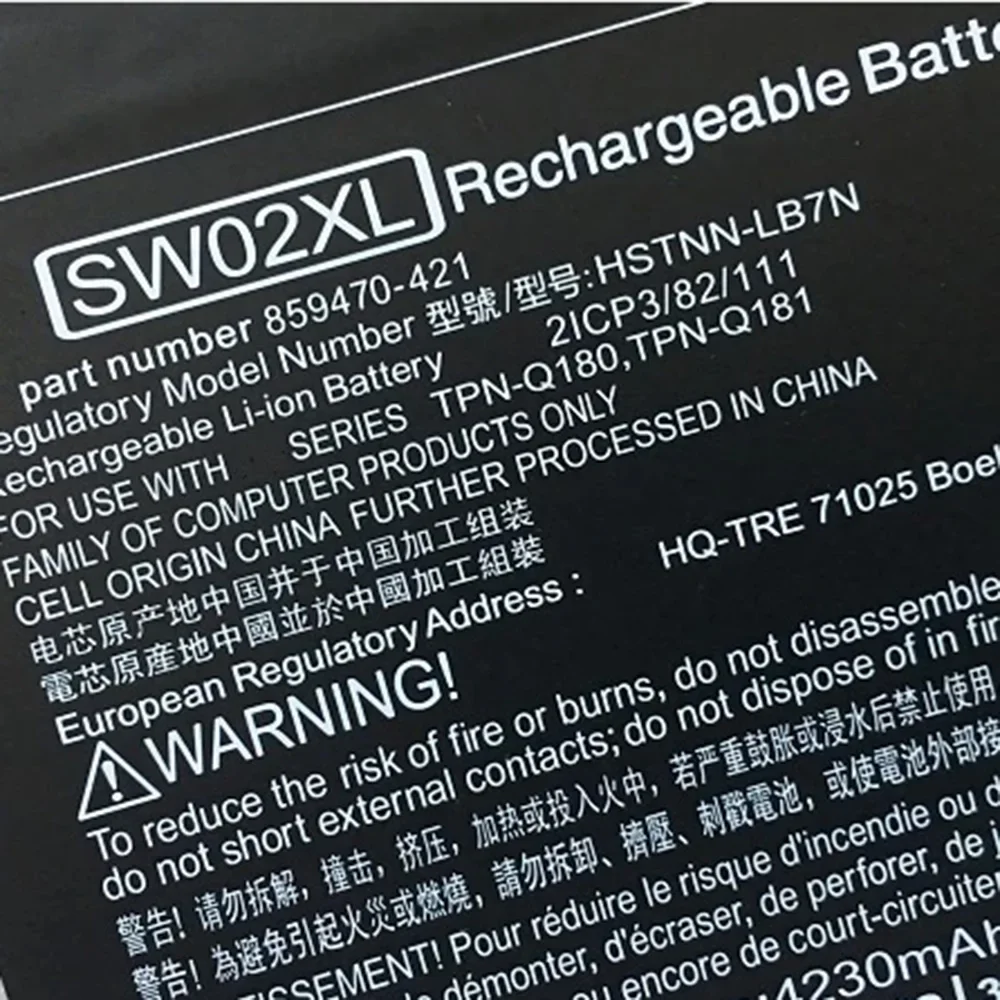 Rechargeable Batte
SW02XL
part number 859470-421
egulatory Model Number 型號/型号:HSTNN-LB7N
echargeable Li-ion Battery 2ICP3/82/111
FOR USE WITH SERIES TPN-Q180,TPN-Q181
FAMILY OF COMPUTER PRODUCTS ONLY
CELL ORIGIN CHINA FURTHER PROCESSED IN CHINA
电芯原产地中国并于中国加工组装
電芯原産地中國並於中國加工組裝
European Regulatory Address : HQ-TRE 71025 Boe
⚠WARNING!
To reduce the risk of fire or burns, do not disassemble
do not short external contacts; do not dispose of in fir
警告! 请勿拆解，撞击，挤压，加热或投入火中，若严重鼓胀或浸水后禁止使用
警告! 為避免引起火災或燃燒，請勿拆卸、擠壓、刺戳電池，或使電池外部接
TISSEMENT! Pour réduire le risque d'incendie ou d
démonter, d'écraser, de perforer, de j
ou encore de court-circuiter
4230mAh